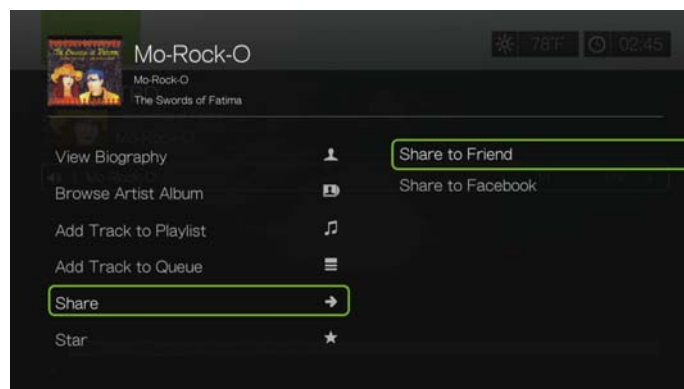 Mo-Rock-O
78°F
02:45
Mo-Rock-O
The Swords of Fatima
View Biography
Browse Artist Album
Add Track to Playlist
Add Track to Queue
Share
Star
Share to Friend
Share to Facebook